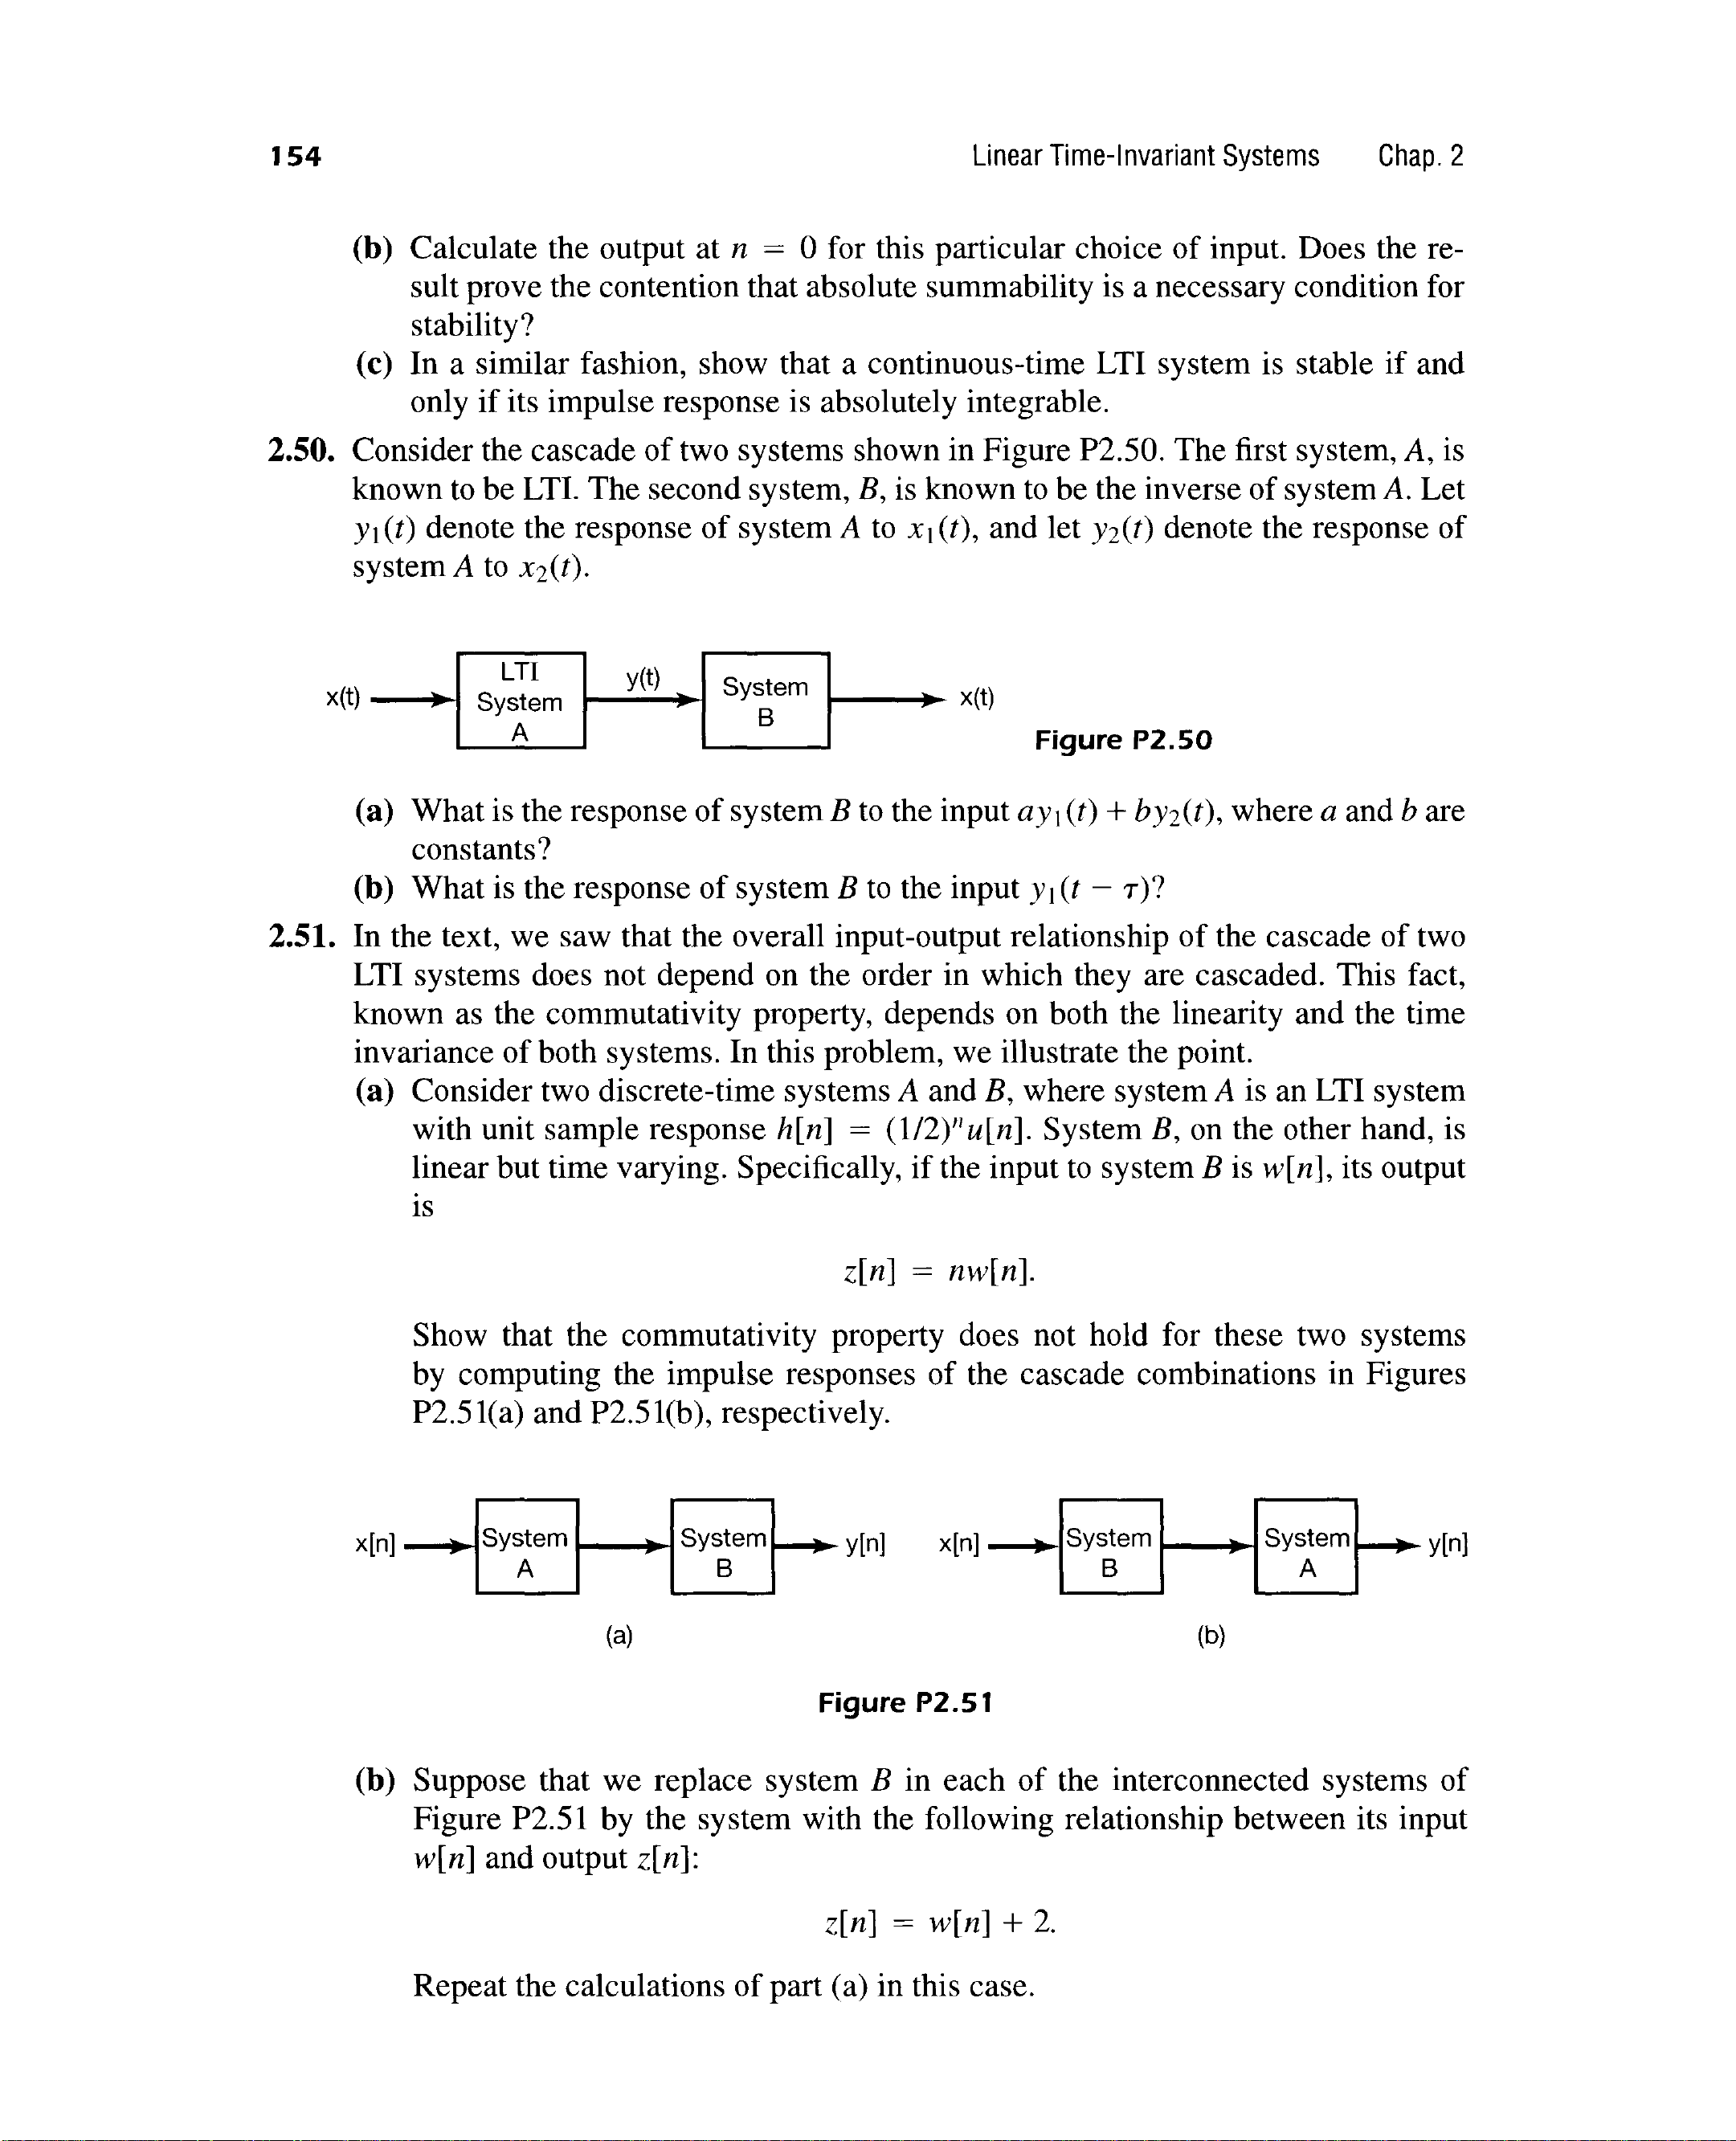 154 Linear Time-Invariant Systems Chap. 2
(b) Calculate the output at n = 0 for this particular choice of input. Does the re-
sult prove the contention that absolute summability is a necessary condition for
stability?
(c) In a similar fashion, show that a continuous-time LTI system is stable if and
only if its impulse response is absolutely integrable.
2.50. Consider the cascade of two systems shown in Figure P2.50. The first system, A, is
known to be LTI. The second system, B, is known to be the inverse of system A. Let
y₁(t) denote the response of system A to x₁(t), and let y₂(t) denote the response of
system A to x₂(t).
x(t) LTI System A y(t) System B x(t)
Figure P2.50
(a) What is the response of system B to the input ay₁(t) + by₂(t), where a and b are
constants?
(b) What is the response of system B to the input y₁(t − τ)?
2.51. In the text, we saw that the overall input-output relationship of the cascade of two
LTI systems does not depend on the order in which they are cascaded. This fact,
known as the commutativity property, depends on both the linearity and the time
invariance of both systems. In this problem, we illustrate the point.
(a) Consider two discrete-time systems A and B, where system A is an LTI system
with unit sample response h[n] = (1/2)ⁿu[n]. System B, on the other hand, is
linear but time varying. Specifically, if the input to system B is w[n], its output
is
z[n] = nw[n].
Show that the commutativity property does not hold for these two systems
by computing the impulse responses of the cascade combinations in Figures
P2.51(a) and P2.51(b), respectively.
x[n] System A System B y[n] x[n] System B System A y[n]
(a) (b)
Figure P2.51
(b) Suppose that we replace system B in each of the interconnected systems of
Figure P2.51 by the system with the following relationship between its input
w[n] and output z[n]:
z[n] = w[n] + 2.
Repeat the calculations of part (a) in this case.